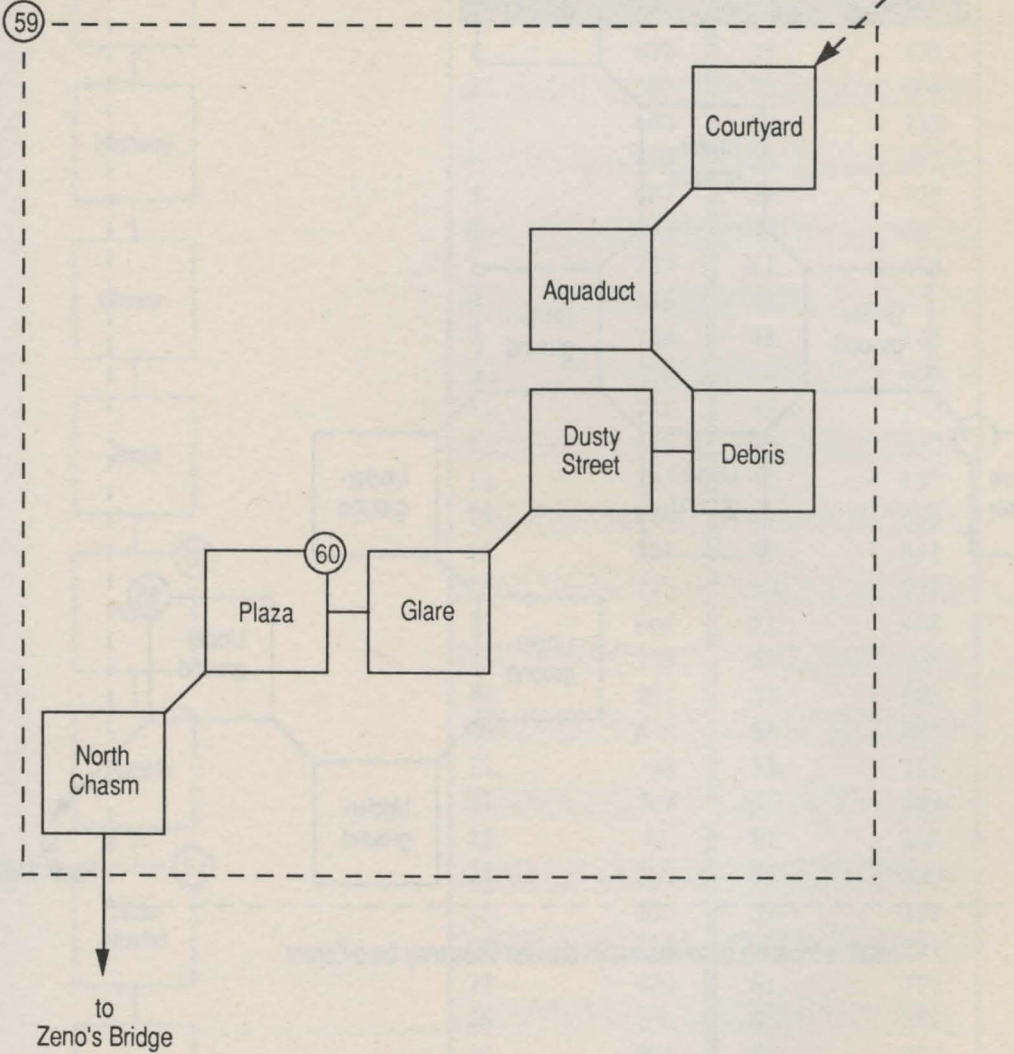 59
Courtyard
Aquaduct
Dusty
Street
Debris
60
Plaza
Glare
North
Chasm
to
Zeno's Bridge